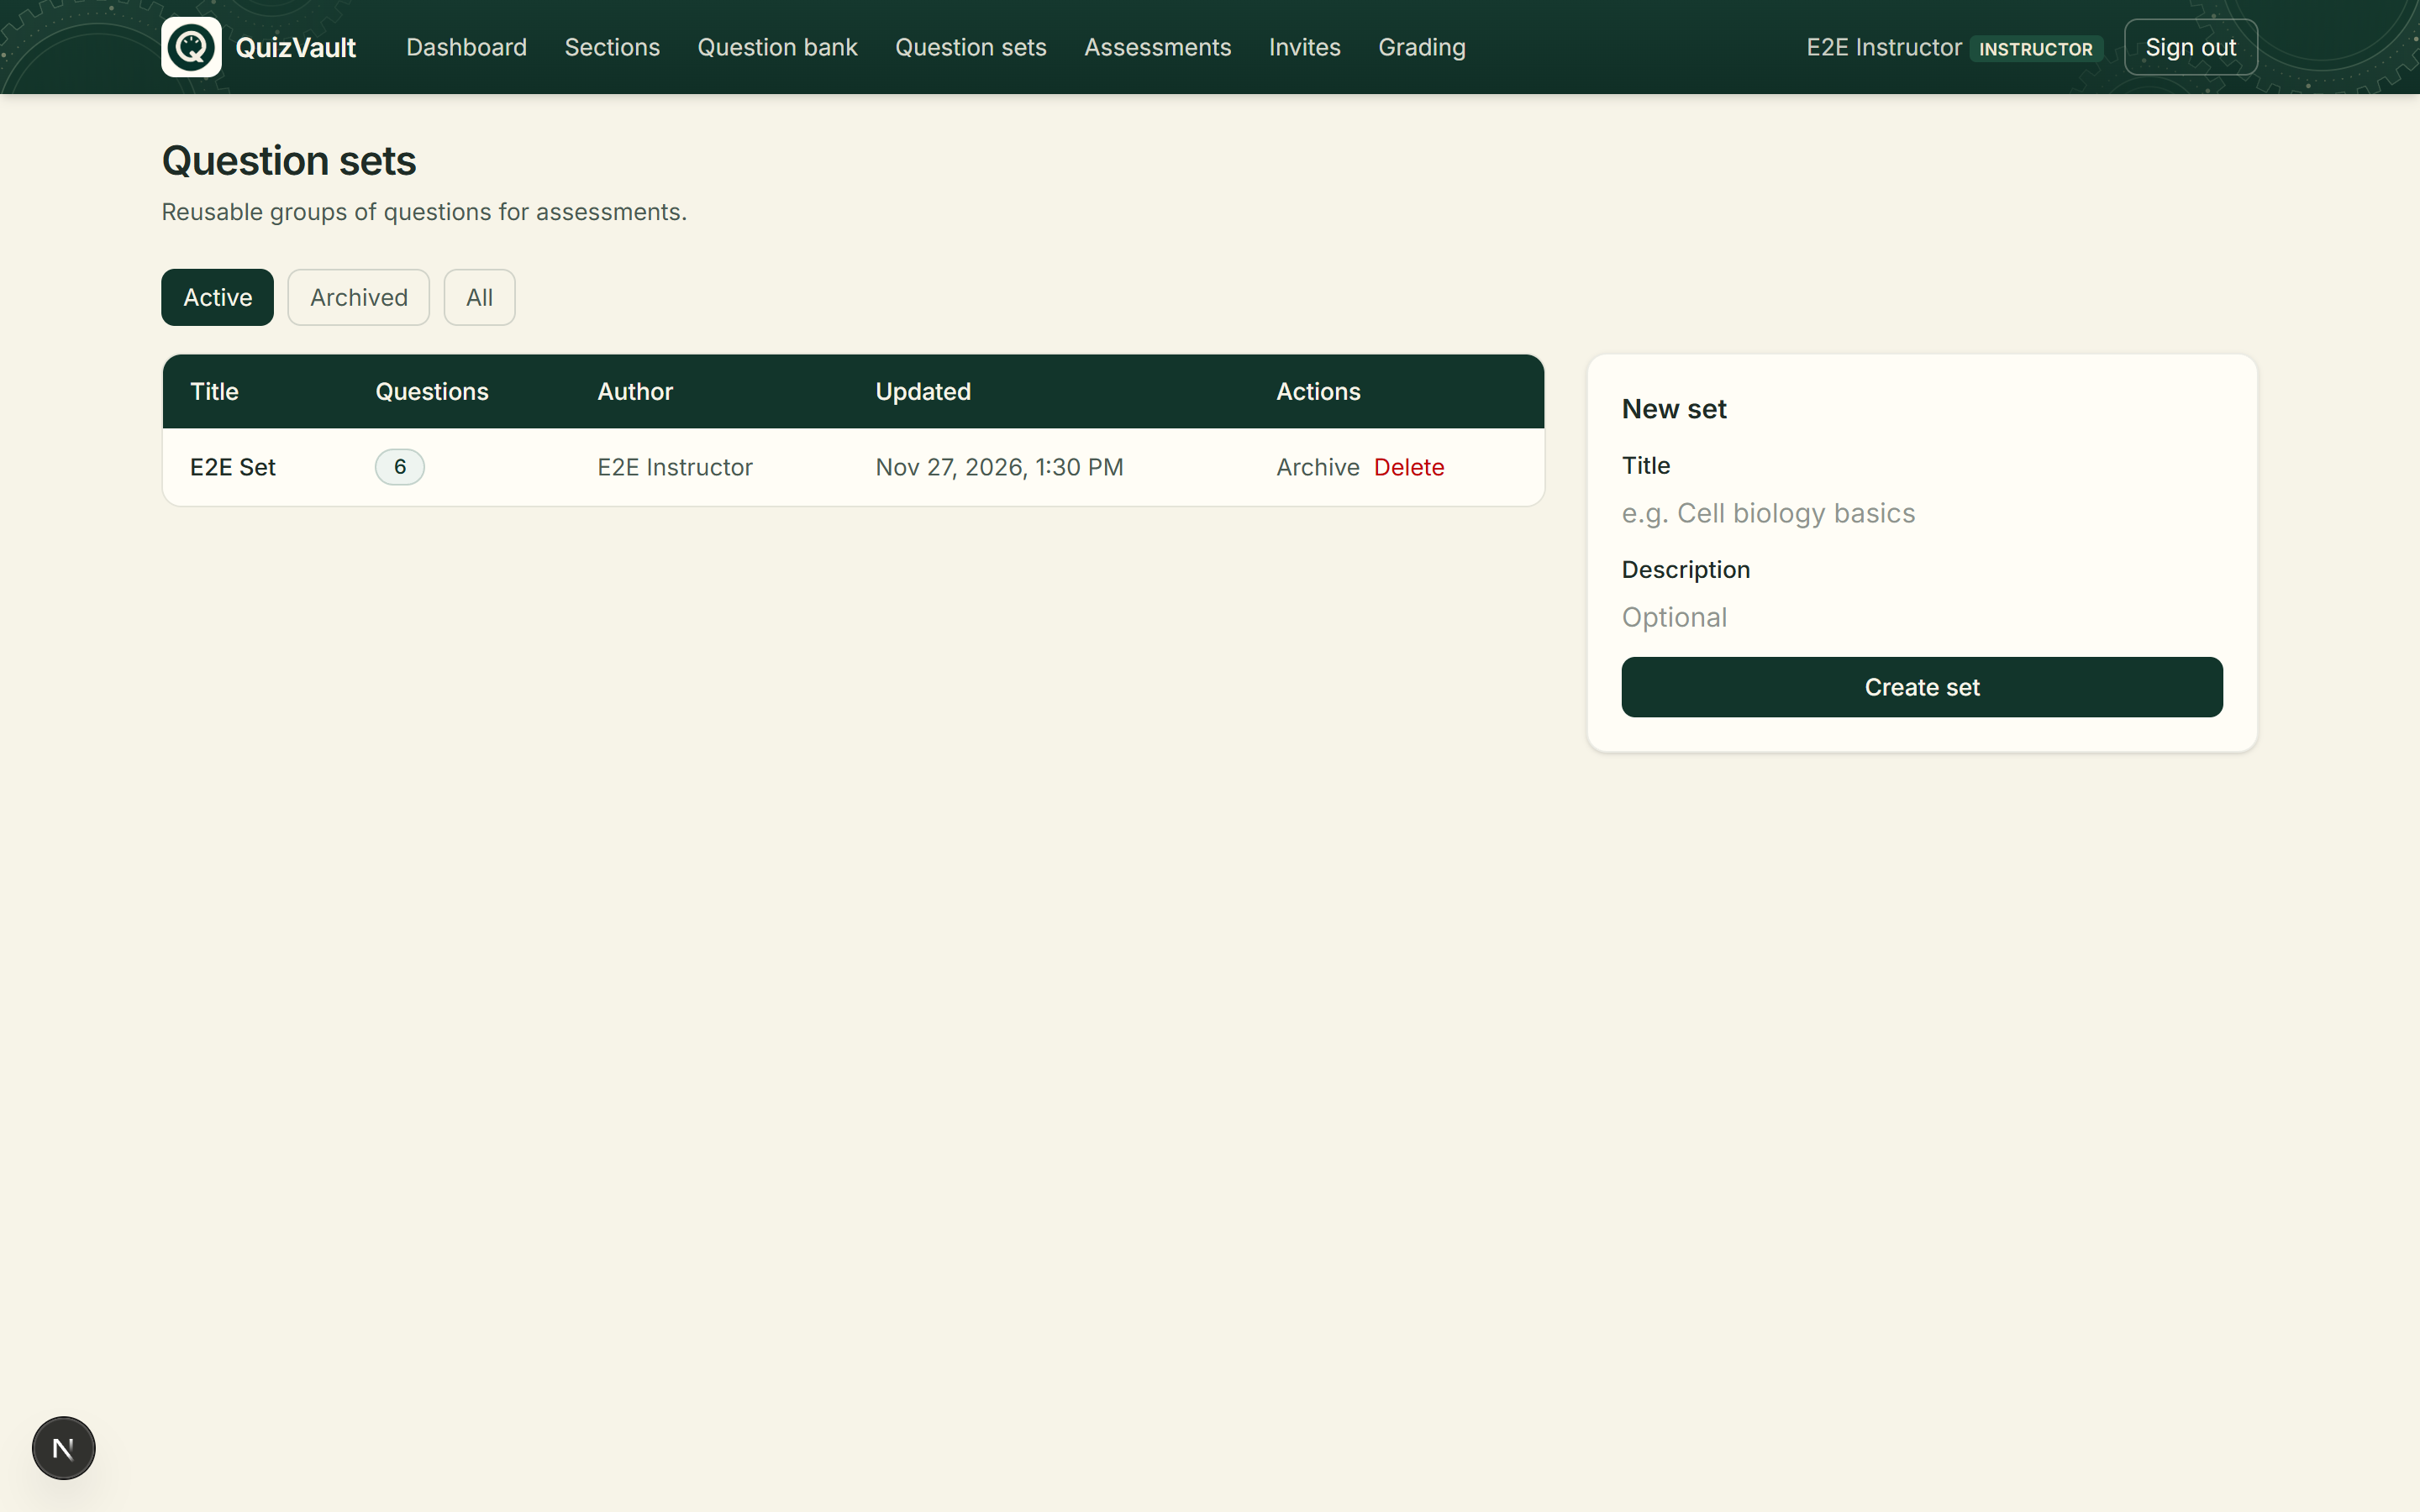 QuizVault Dashboard Sections Question bank Question sets Assessments Invites Grading E2E Instructor INSTRUCTOR Sign out
Question sets
Reusable groups of questions for assessments.
Active Archived All
Title Questions Author Updated Actions
E2E Set 6 E2E Instructor Nov 27, 2026, 1:30 PM Archive Delete
New set
Title
e.g. Cell biology basics
Description
Optional
Create set
N